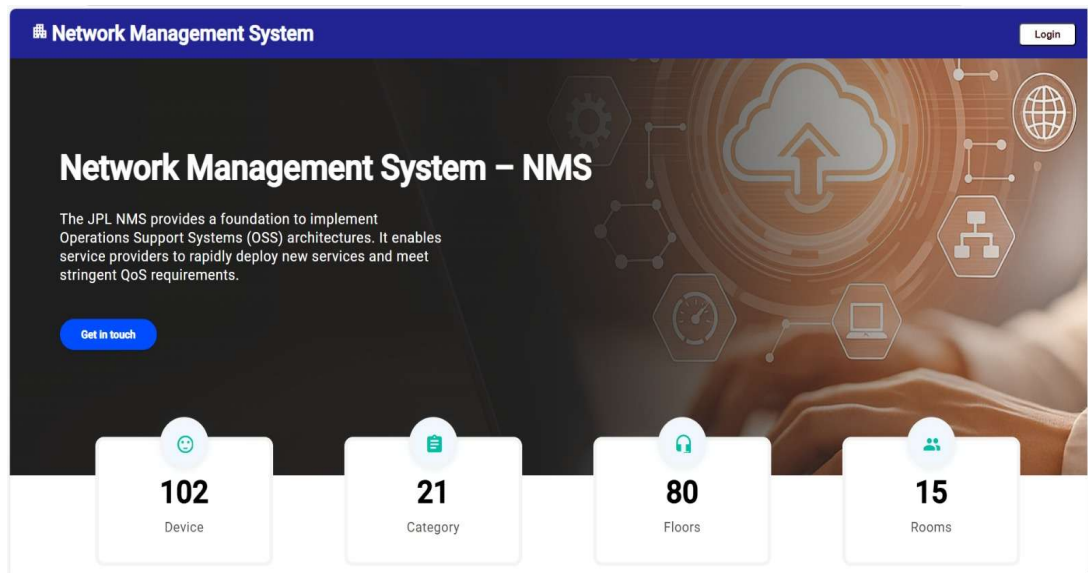 Network Management System
Login
Network Management System – NMS
The JPL NMS provides a foundation to implement
Operations Support Systems (OSS) architectures. It enables
service providers to rapidly deploy new services and meet
stringent QoS requirements.
Get in touch
102
Device
21
Category
80
Floors
15
Rooms